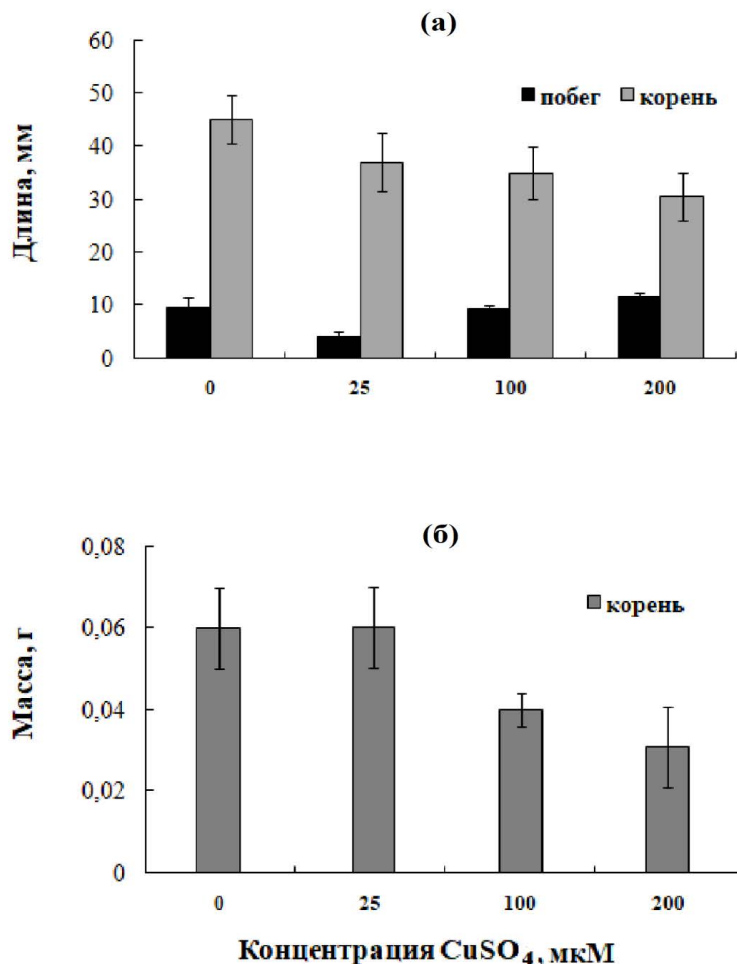 (а)
60
50
40
30
20
10
0
Длина, мм
побег корень
0 25 100 200
(б)
0,08
0,06
0,04
0,02
0
Масса, г
корень
0 25 100 200
Концентрация CuSO₄, мкМ